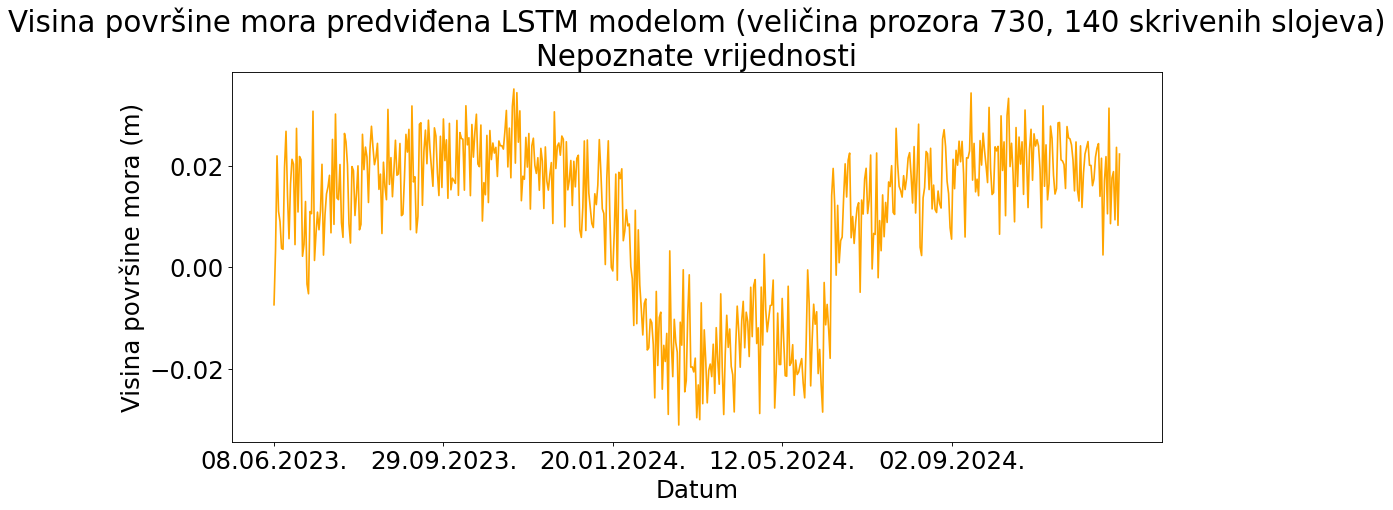 Visina površine mora predviđena LSTM modelom (veličina prozora 730, 140 skrivenih slojeva)
Nepoznate vrijednosti
Visina površine mora (m)
0.02
0.00
−0.02
08.06.2023. 29.09.2023. 20.01.2024. 12.05.2024. 02.09.2024.
Datum